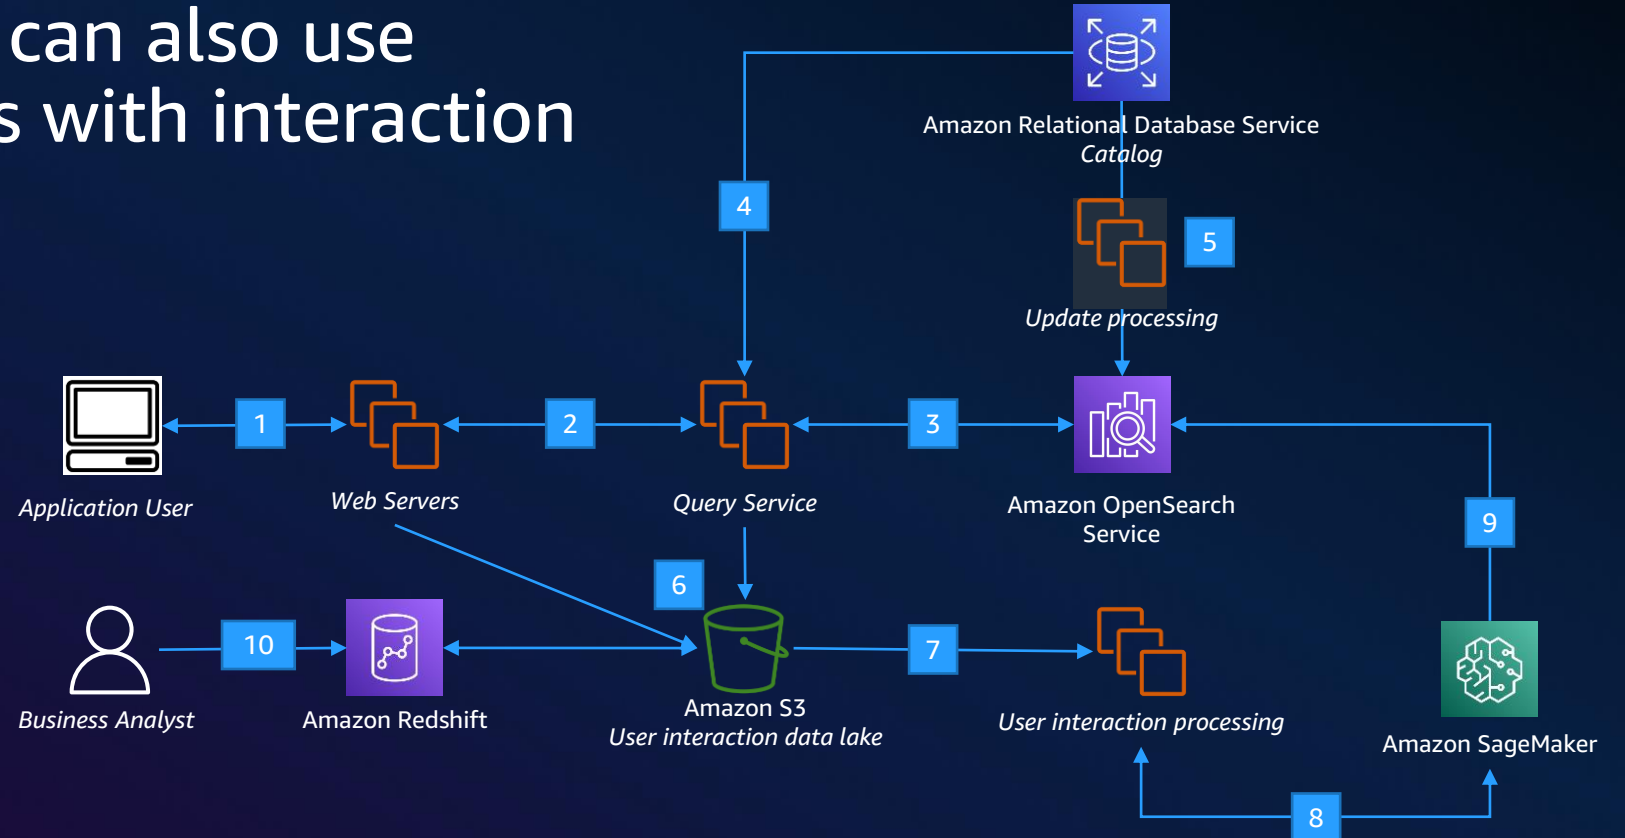 can also use
s with interaction
Amazon Relational Database Service
Catalog
4
5
Update processing
1
2
3
Application User
Web Servers
Query Service
Amazon OpenSearch
Service
9
6
10
7
Business Analyst
Amazon Redshift
Amazon S3
User interaction data lake
User interaction processing
Amazon SageMaker
8